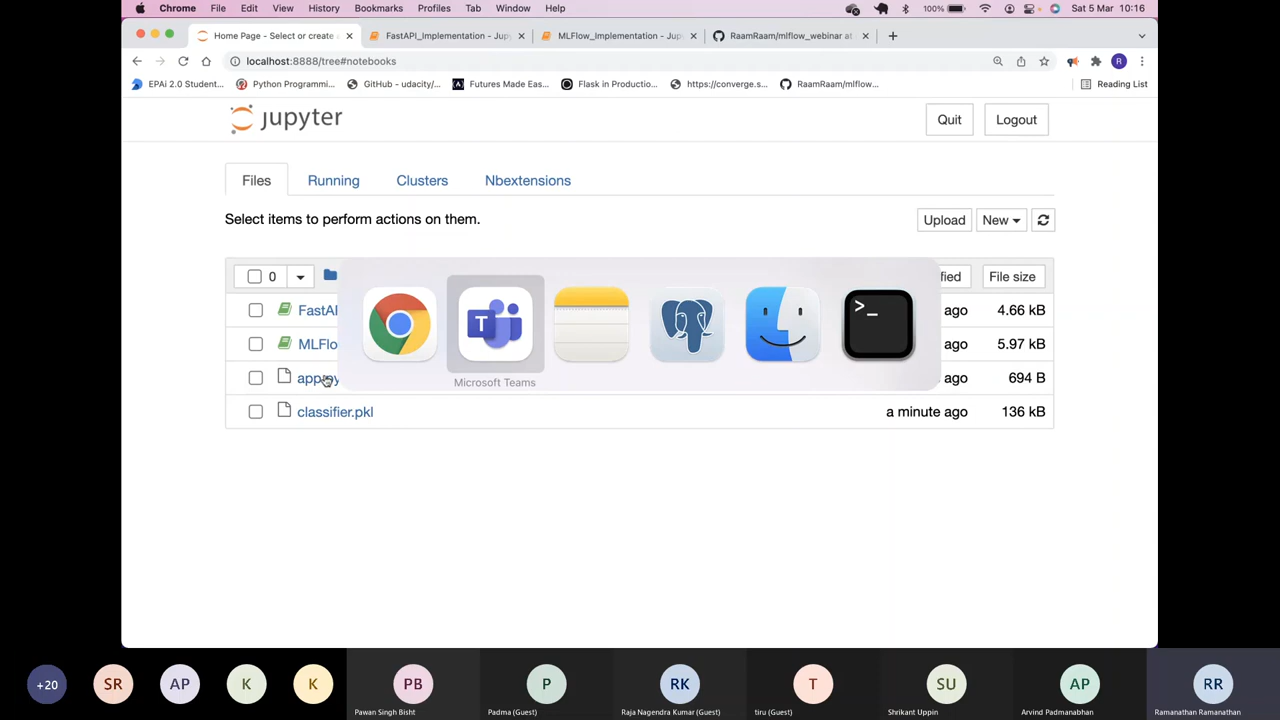 Chrome File Edit View History Bookmarks Profiles Tab Window Help 100% Sat 5 Mar 10:16
Home Page - Select or create a FastAPI_Implementation - Jup MLFlow_Implementation - Jup RaamRaam/mlflow_webinar at
localhost:8888/tree#notebooks
EPAi 2.0 Student... Python Programmi... GitHub - udacity/... Futures Made Eas... Flask in Productio... https://converge.s... RaamRaam/mlflow... Reading List
jupyter Quit Logout
Files Running Clusters Nbextensions
Select items to perform actions on them. Upload New
0 fied File size
FastAI ago 4.66 kB
MLFlo ago 5.97 kB
ago 694 B
Microsoft Teams
classifier.pkl a minute ago 136 kB
+20 SR AP K K PB P RK T SU AP RR
Pawan Singh Bisht Padma (Guest) Raja Nagendra Kumar (Guest) tiru (Guest) Shrikant Uppin Arvind Padmanabhan Ramanathan Ramanathan